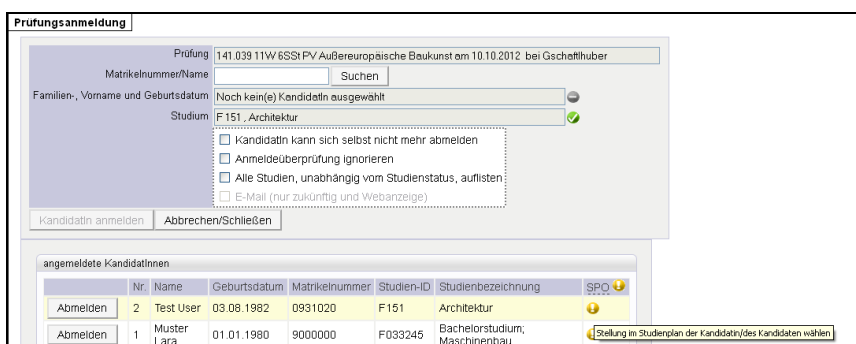 Prüfungsanmeldung
Prüfung 141.039 11W 6SSt PV Außereuropäische Baukunst am 10.10.2012 bei Gschaftlhuber
Matrikelnummer/Name Suchen
Familien-, Vorname und Geburtsdatum Noch kein(e) KandidatIn ausgewählt
Studium F 151 , Architektur
KandidatIn kann sich selbst nicht mehr abmelden
Anmeldeüberprüfung ignorieren
Alle Studien, unabhängig vom Studienstatus, auflisten
E-Mail (nur zukünftig und Webanzeige)
KandidatIn anmelden Abbrechen/Schließen
angemeldete KandidatInnen
Nr. Name Geburtsdatum Matrikelnummer Studien-ID Studienbezeichnung SPO
Abmelden 2 Test User 03.08.1982 0931020 F 151 Architektur
Abmelden 1 Muster Lara 01.01.1980 9000000 F033245 Bachelorstudium; Maschinenbau
Stellung im Studienplan der Kandidatin/des Kandidaten wählen